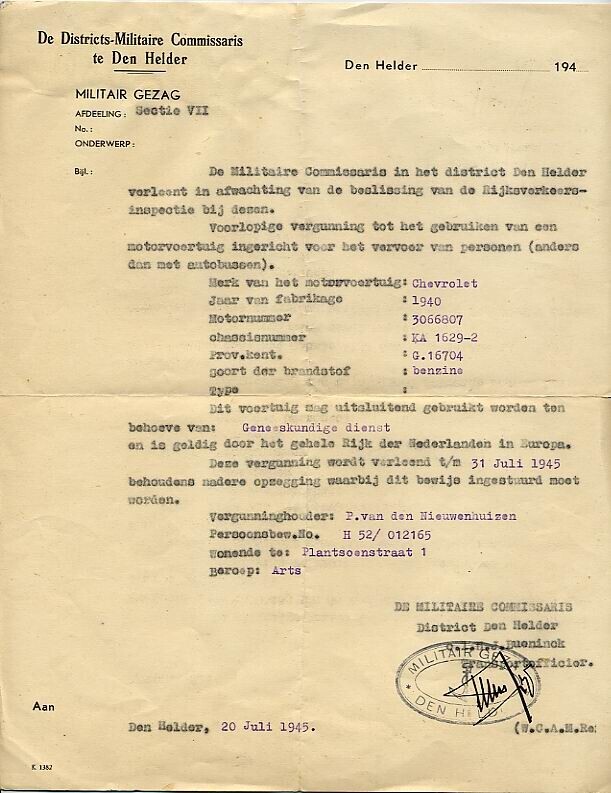 De Districts-Militaire Commissaris
te Den Helder
Den Helder 194
MILITAIR GEZAG
AFDEELING: Sectie VII
No.:
ONDERWERP:
Bijl.:
De Militaire Commissaris in het district Den Helder
verleent in afwachting van de beslissing van de Rijksverkeers-
inspectie bij dezen.
Voorlopige vergunning tot het gebruiken van een
motorvoertuig ingericht voor het vervoer van personen (anders
dan met autobussen).
Merk van het motorvoertuig: Chevrolet
Jaar van fabrikage : 1940
Motornummer : 3066807
chassisnummer : KA 1629-2
Prov.kent. : G.16704
soort der brandstof : benzine
Type :
Dit voertuig mag uitsluitend gebruikt worden ten
behoeve van: Geneeskundige dienst
en is geldig door het gehele Rijk der Nederlanden in Europa.
Deze vergunning wordt verleend t/m 31 Juli 1945
behoudens nadere opzegging waarbij dit bewijs ingestuurd moet
worden.
Vergunninghouder: P.van den Nieuwenhuizen
Persoonsbew.No. H 52/ 012165
Wonende te: Plantsoenstraat 1
Beroep: Arts
DE MILITAIRE COMMISSARIS
District Den Helder
Bueninck
Transportofficier.
MILITAIR GEZAG
* DEN HELDER
Aan
Den Helder, 20 Juli 1945.
(W.C.A.M.Re
K 1382